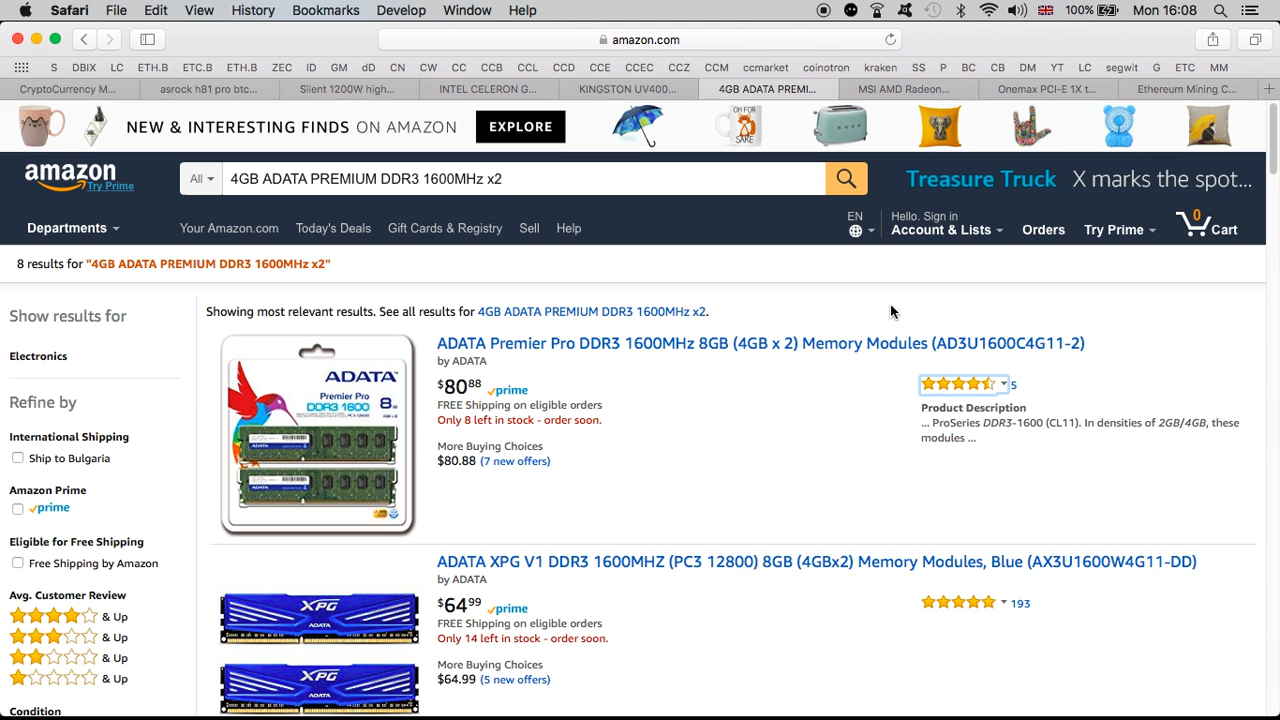 Safari File Edit View History Bookmarks Develop Window Help 100% Mon 16:08
amazon.com
S DBIX LC ETH.B ETC.B ETH.B ZEC ID GM dD CN CW CC CCB CCL CCD CCE CCEC CCZ CCM ccmarket coinotron kraken SS P BC CB DM YT LC segwit G ETC MM
CryptoCurrency M... asrock h81 pro btc... Silent 1200W high... INTEL CELERON G... KINGSTON UV400... 4GB ADATA PREMI... MSI AMD Radeon... Onemax PCI-E 1X t... Ethereum Mining C...
NEW & INTERESTING FINDS ON AMAZON EXPLORE
OH FOR
SAKE
amazon
Try Prime
All 4GB ADATA PREMIUM DDR3 1600MHz x2
Treasure Truck X marks the spot...
Departments Your Amazon.com Today's Deals Gift Cards & Registry Sell Help
EN Hello. Sign in
Account & Lists Orders Try Prime 0 Cart
8 results for "4GB ADATA PREMIUM DDR3 1600MHz x2"
Show results for
Electronics
Refine by
International Shipping
Ship to Bulgaria
Amazon Prime
prime
Eligible for Free Shipping
Free Shipping by Amazon
Avg. Customer Review
& Up
& Up
& Up
& Up
Condition
Showing most relevant results. See all results for 4GB ADATA PREMIUM DDR3 1600MHz x2.
ADATA
Premier Pro
DDR3 1600 8GB
ADATA Premier Pro DDR3 1600MHz 8GB (4GB x 2) Memory Modules (AD3U1600C4G11-2)
by ADATA
$80 88 prime
FREE Shipping on eligible orders
Only 8 left in stock - order soon.
More Buying Choices
$80.88 (7 new offers)
5
Product Description
... ProSeries DDR3-1600 (CL11). In densities of 2GB/4GB, these
modules ...
XPG
ADATA
XPG
ADATA
ADATA XPG V1 DDR3 1600MHZ (PC3 12800) 8GB (4GBx2) Memory Modules, Blue (AX3U1600W4G11-DD)
by ADATA
$64 99 prime
FREE Shipping on eligible orders
Only 14 left in stock - order soon.
More Buying Choices
$64.99 (5 new offers)
193